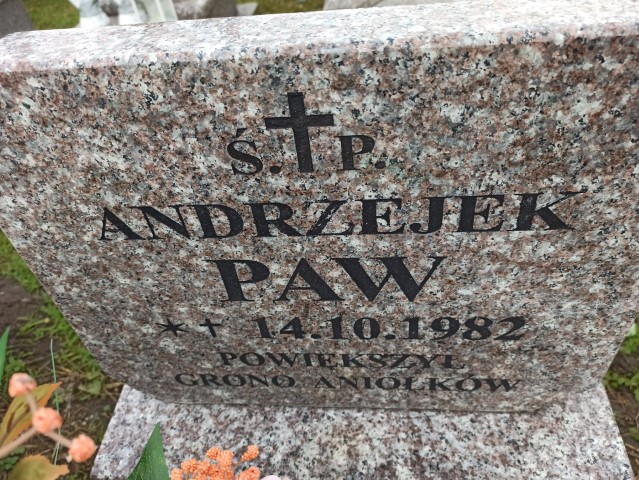 Ś. P.
ANDRZEJEK
PAW
* † 14.10.1982
POWIĘKSZYŁ
GRONO ANIOŁKÓW